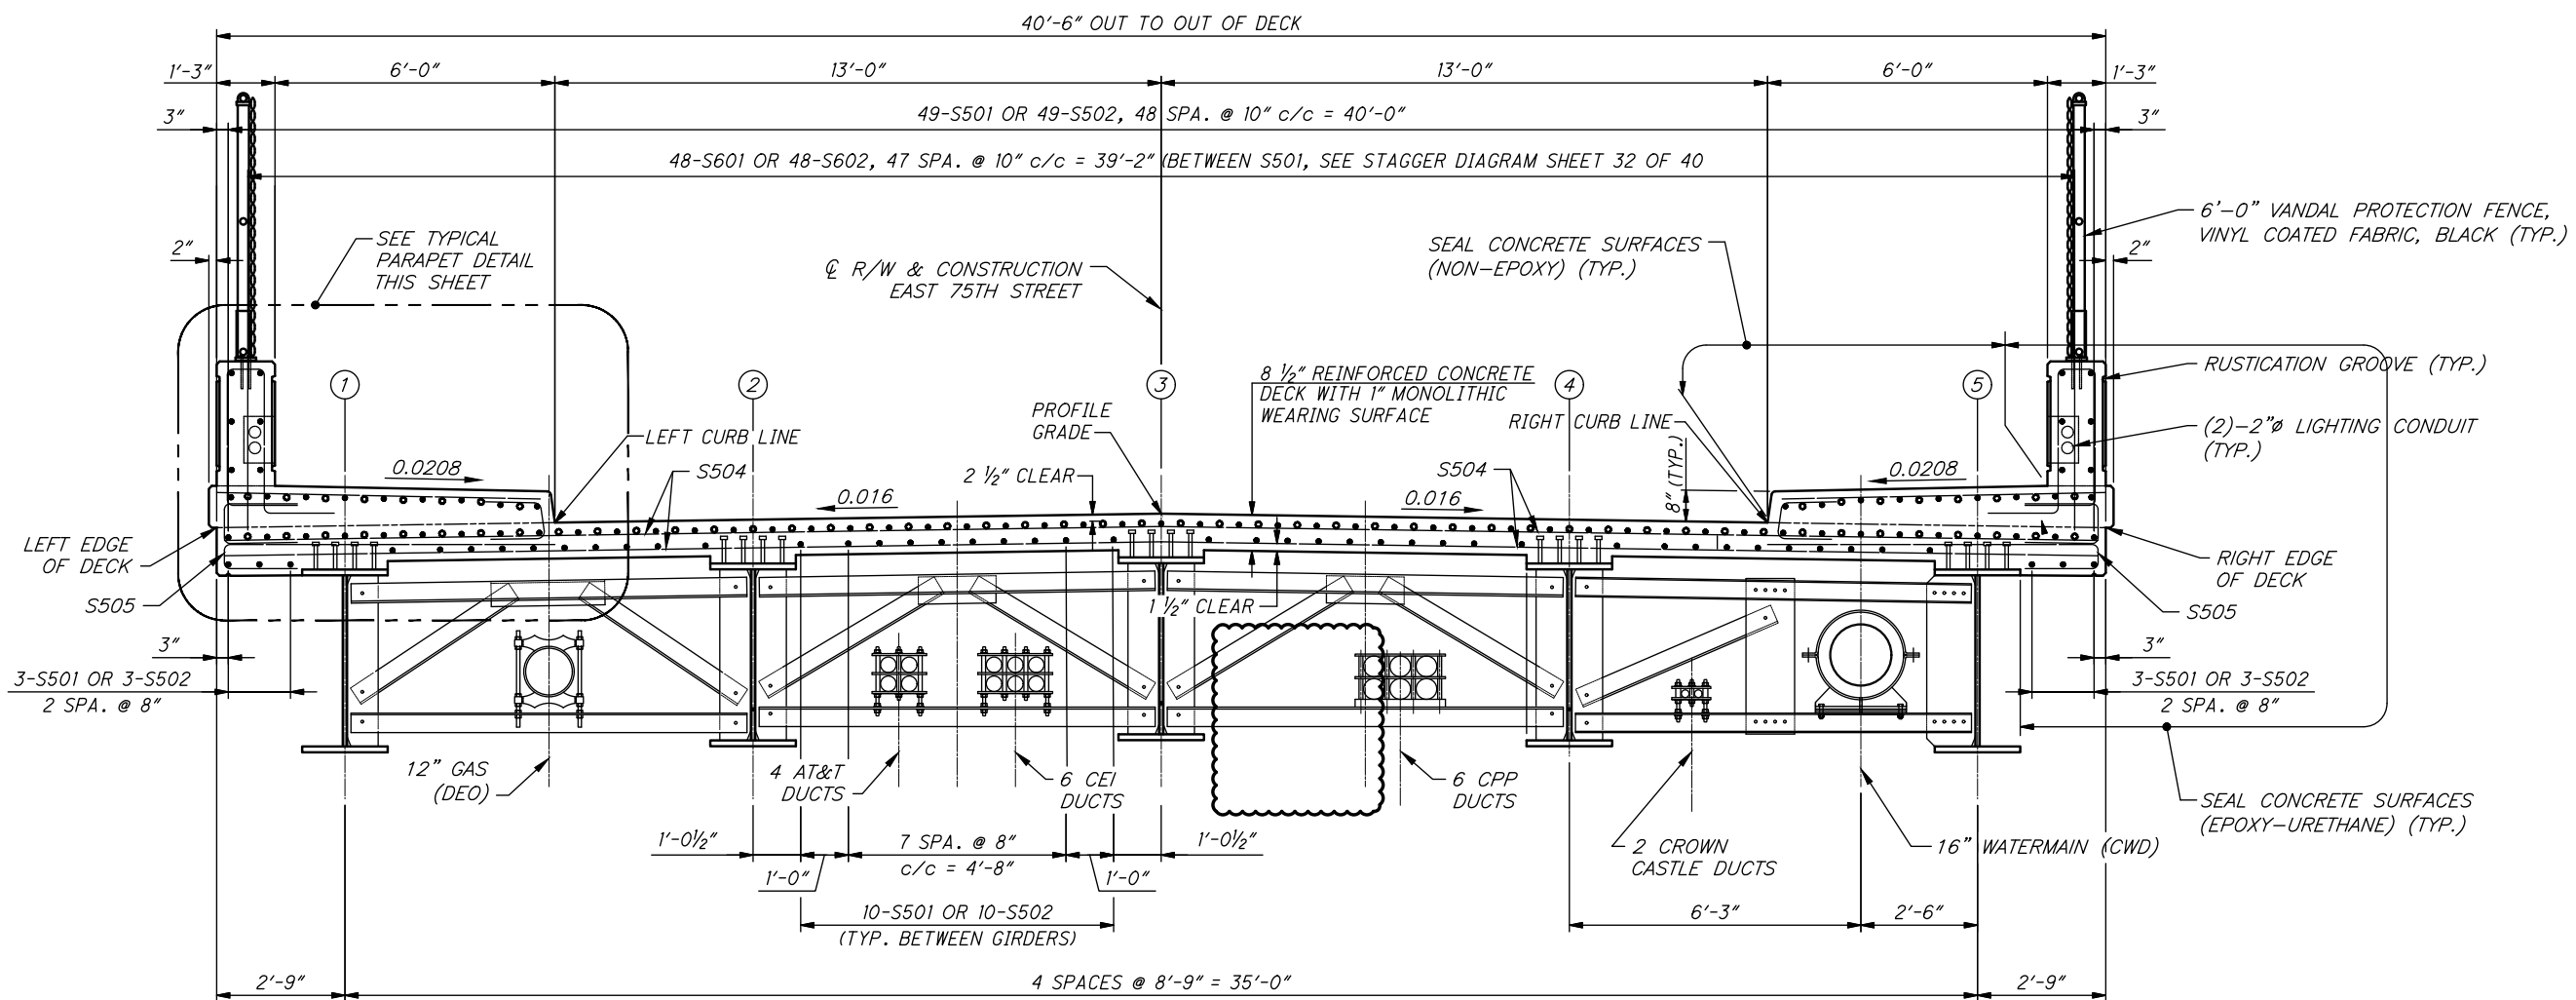 40'-6" OUT TO OUT OF DECK
1'-3"
6'-0"
13'-0"
13'-0"
6'-0"
1'-3"
3"
49-S501 OR 49-S502, 48 SPA. @ 10" c/c = 40'-0"
3"
48-S601 OR 48-S602, 47 SPA. @ 10" c/c = 39'-2" (BETWEEN S501, SEE STAGGER DIAGRAM SHEET 32 OF 40
2"
SEE TYPICAL
PARAPET DETAIL
THIS SHEET
℄ R/W & CONSTRUCTION
EAST 75TH STREET
SEAL CONCRETE SURFACES
(NON-EPOXY) (TYP.)
6'-0" VANDAL PROTECTION FENCE,
VINYL COATED FABRIC, BLACK (TYP.)
2"
1
2
3
4
5
8 ½" REINFORCED CONCRETE
DECK WITH 1" MONOLITHIC
WEARING SURFACE
PROFILE
GRADE
RIGHT CURB LINE
RUSTICATION GROOVE (TYP.)
(2)-2"ø LIGHTING CONDUIT
(TYP.)
LEFT CURB LINE
0.0208
S504
2 ½" CLEAR
S504
8" (TYP.)
0.0208
0.016
0.016
LEFT EDGE
OF DECK
RIGHT EDGE
OF DECK
S505
1 ½" CLEAR
S505
3"
3-S501 OR 3-S502
2 SPA. @ 8"
3"
3-S501 OR 3-S502
2 SPA. @ 8"
12" GAS
(DEO)
4 AT&T
DUCTS
6 CEI
DUCTS
6 CPP
DUCTS
2 CROWN
CASTLE DUCTS
16" WATERMAIN (CWD)
SEAL CONCRETE SURFACES
(EPOXY-URETHANE) (TYP.)
1'-0½"
7 SPA. @ 8"
c/c = 4'-8"
1'-0½"
1'-0"
1'-0"
10-S501 OR 10-S502
(TYP. BETWEEN GIRDERS)
6'-3"
2'-6"
2'-9"
4 SPACES @ 8'-9" = 35'-0"
2'-9"